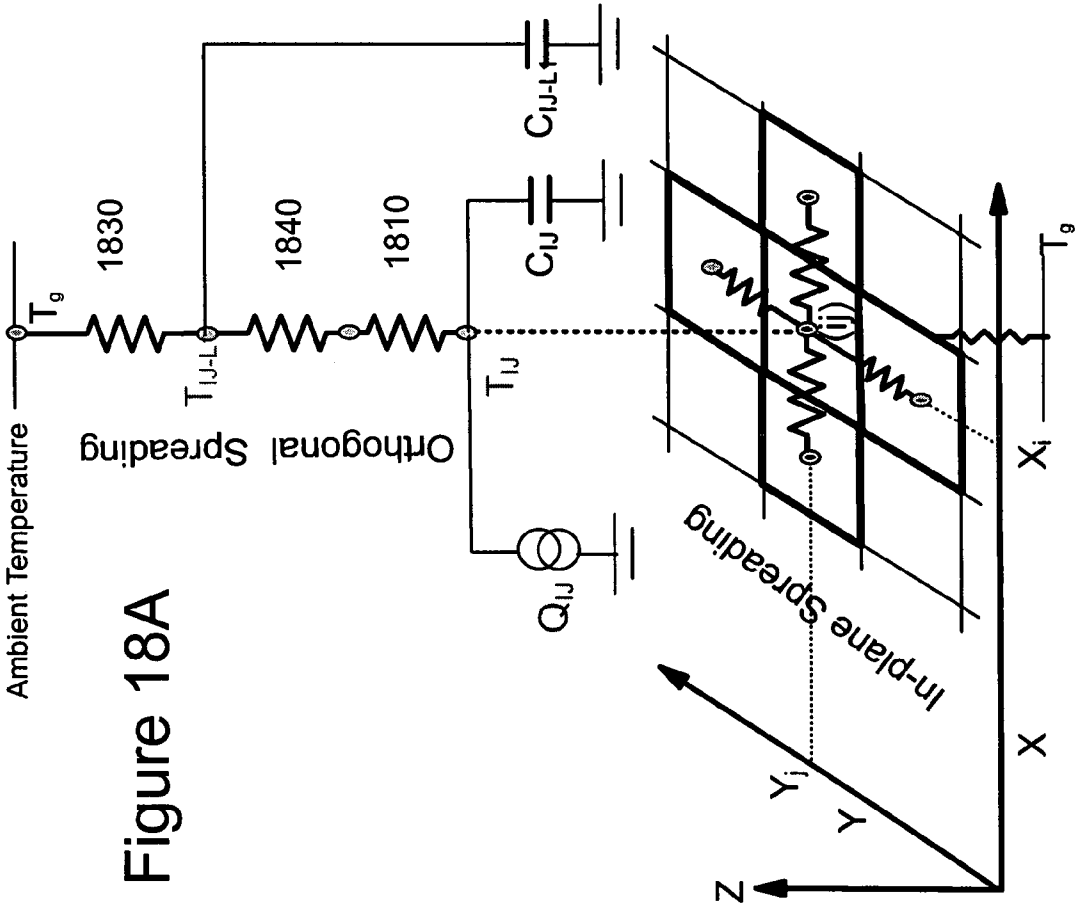 Figure 18A
Ambient Temperature
T_g
1830
T_IJ-L
1840
1810
Orthogonal
Spreading
T_IJ
C_IJ
C_IJ-L1
Q_IJ
In-plane Spreading
(ij)
Z
Y
Y_j
X
X_i
T_g